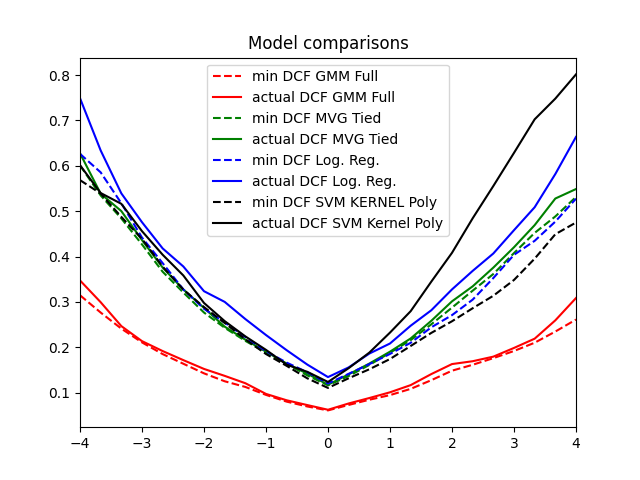 Model comparisons
min DCF GMM Full
actual DCF GMM Full
min DCF MVG Tied
actual DCF MVG Tied
min DCF Log. Reg.
actual DCF Log. Reg.
min DCF SVM KERNEL Poly
actual DCF SVM Kernel Poly
0.8
0.7
0.6
0.5
0.4
0.3
0.2
0.1
−4 −3 −2 −1 0 1 2 3 4